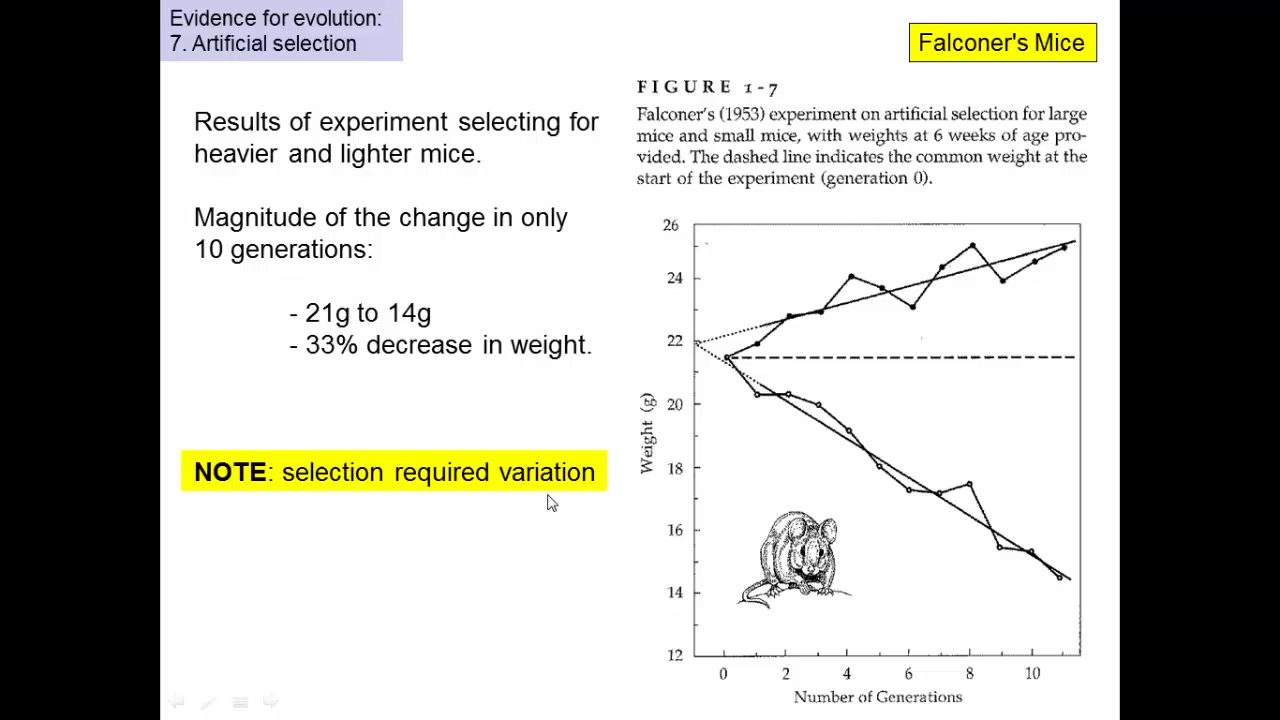 Evidence for evolution:
7. Artificial selection
Falconer's Mice
Results of experiment selecting for
heavier and lighter mice.
Magnitude of the change in only
10 generations:
- 21g to 14g
- 33% decrease in weight.
NOTE: selection required variation
FIGURE 1-7
Falconer's (1953) experiment on artificial selection for large
mice and small mice, with weights at 6 weeks of age pro-
vided. The dashed line indicates the common weight at the
start of the experiment (generation 0).
26
24
22
20
18
16
14
12
Weight (g)
0 2 4 6 8 10
Number of Generations